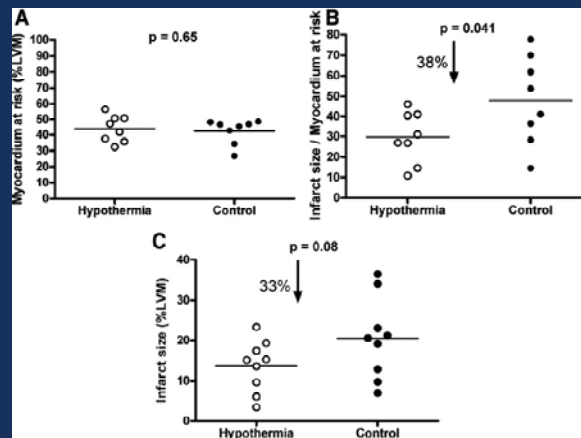 A
p = 0.65
Myocardium at risk (%LVM)
100
90
80
70
60
50
40
30
20
10
0
Hypothermia
Control
B
p = 0.041
38%
Infarct size / Myocardium at risk
80
70
60
50
40
30
20
10
0
Hypothermia
Control
C
p = 0.08
33%
Infarct size (%LVM)
40
30
20
10
0
Hypothermia
Control